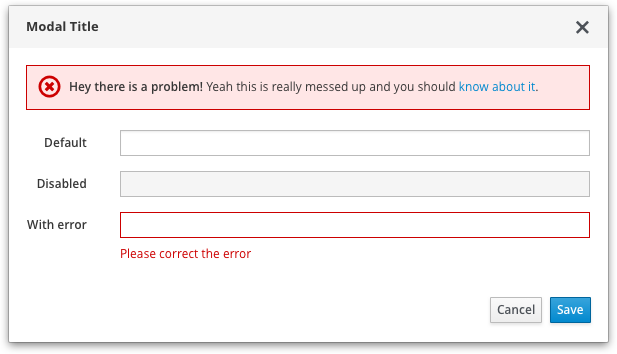 Modal Title
Hey there is a problem! Yeah this is really messed up and you should know about it.
Default
Disabled
With error
Please correct the error
Cancel Save